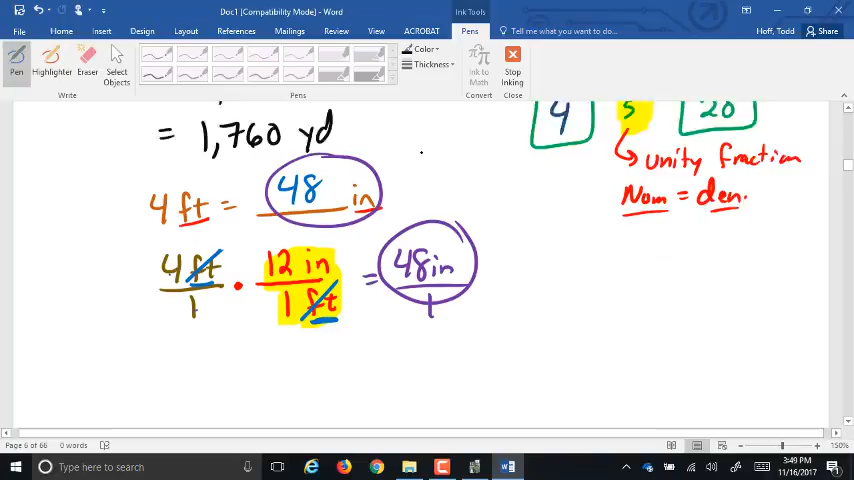 Doc1 [Compatibility Mode] - Word
Ink Tools
File Home Insert Design Layout References Mailings Review View ACROBAT Pens Tell me what you want to do... Hoff, Todd Share
Pen Highlighter Eraser Select Objects
Color
Thickness
Ink to Math
Stop Inking
Write Pens Convert Close
= 1,760 yd
4 ft = 48 in
4 ft / 1 • 12 in / 1 ft = 48 in / 1
4 5 20
Unity fraction
Nom = den.
Page 6 of 66 0 words
150%
Type here to search
3:49 PM
11/16/2017
1